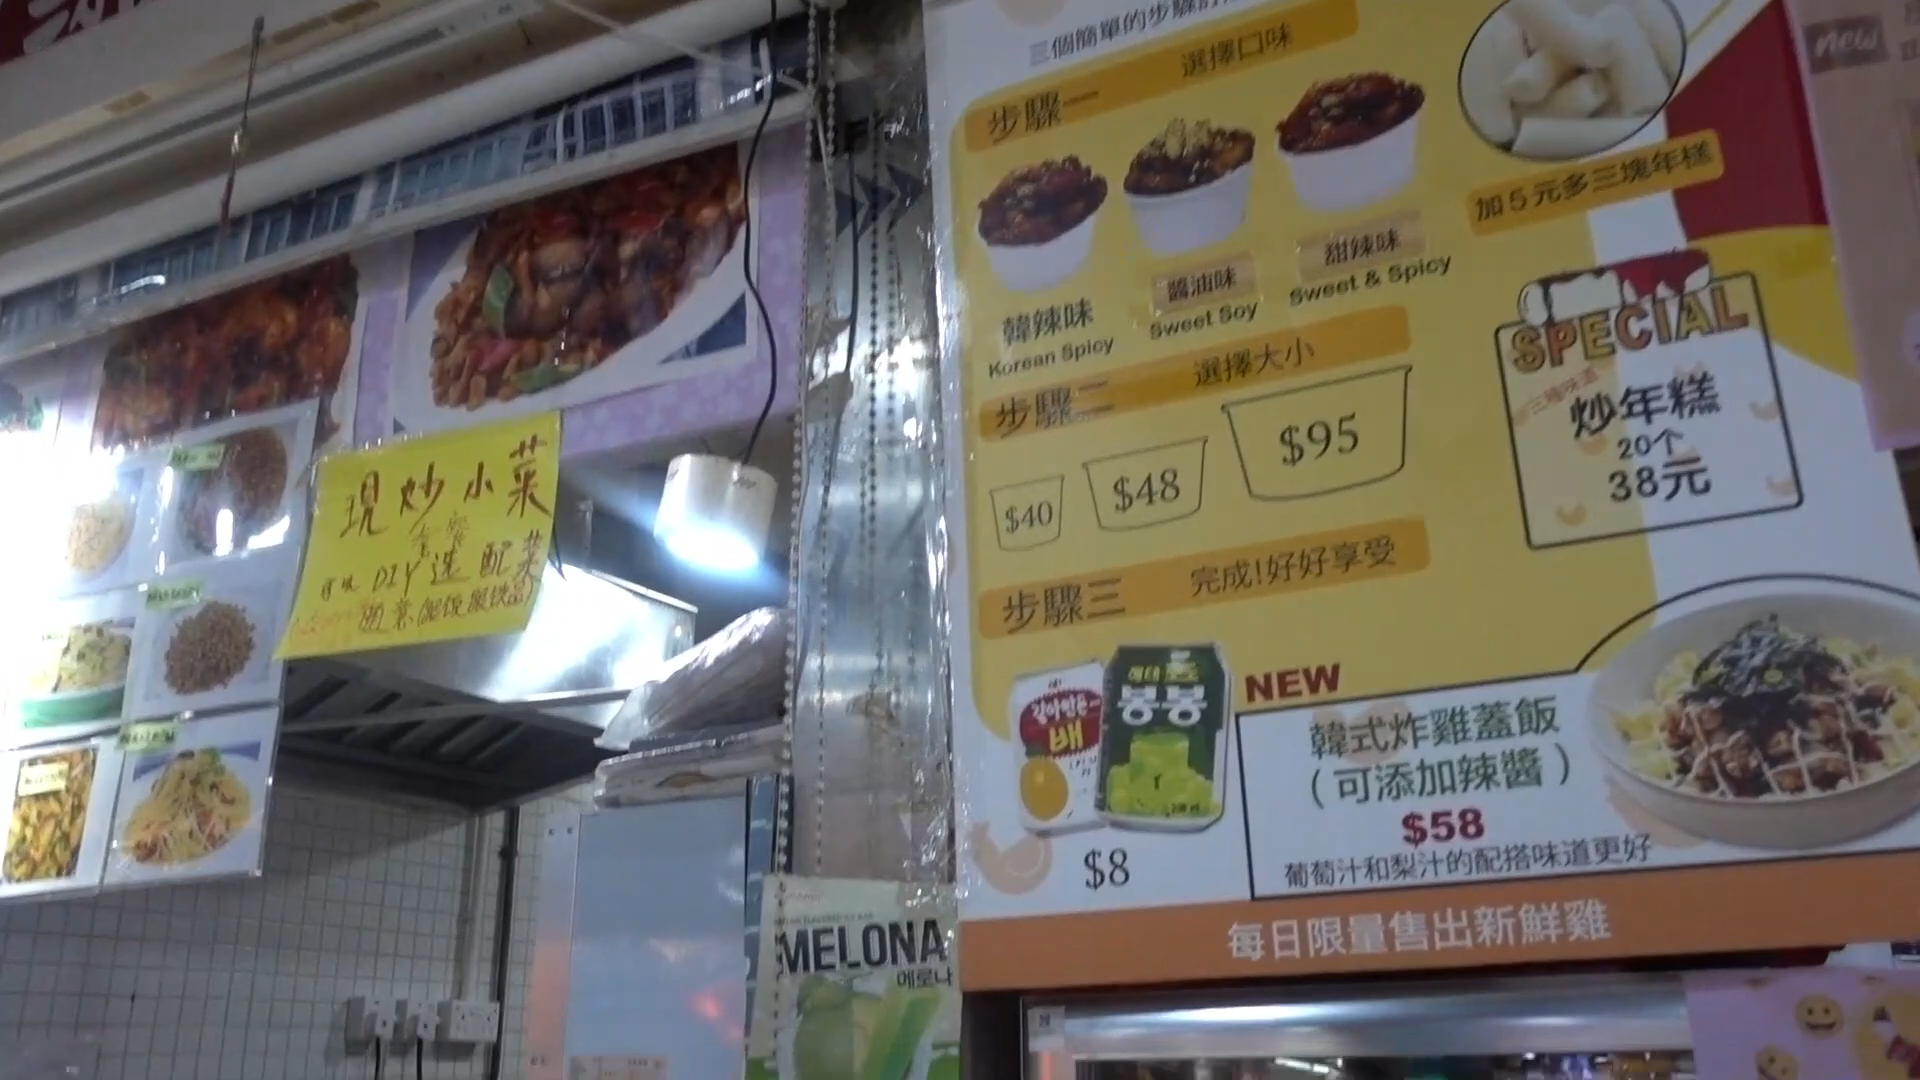 現炒小菜
DIY 选配菜
三個簡單的步驟
步驟一 選擇口味
韓辣味
Korean Spicy
醬油味
Sweet Soy
甜辣味
Sweet & Spicy
加5元多三塊年糕
步驟二 選擇大小
$40
$48
$95
SPECIAL
炒年糕
20个
38元
步驟三 完成!好好享受
배
봉봉
$8
NEW
韓式炸雞蓋飯
(可添加辣醬)
$58
葡萄汁和梨汁的配搭味道更好
每日限量售出新鮮雞
MELONA
메로나
new